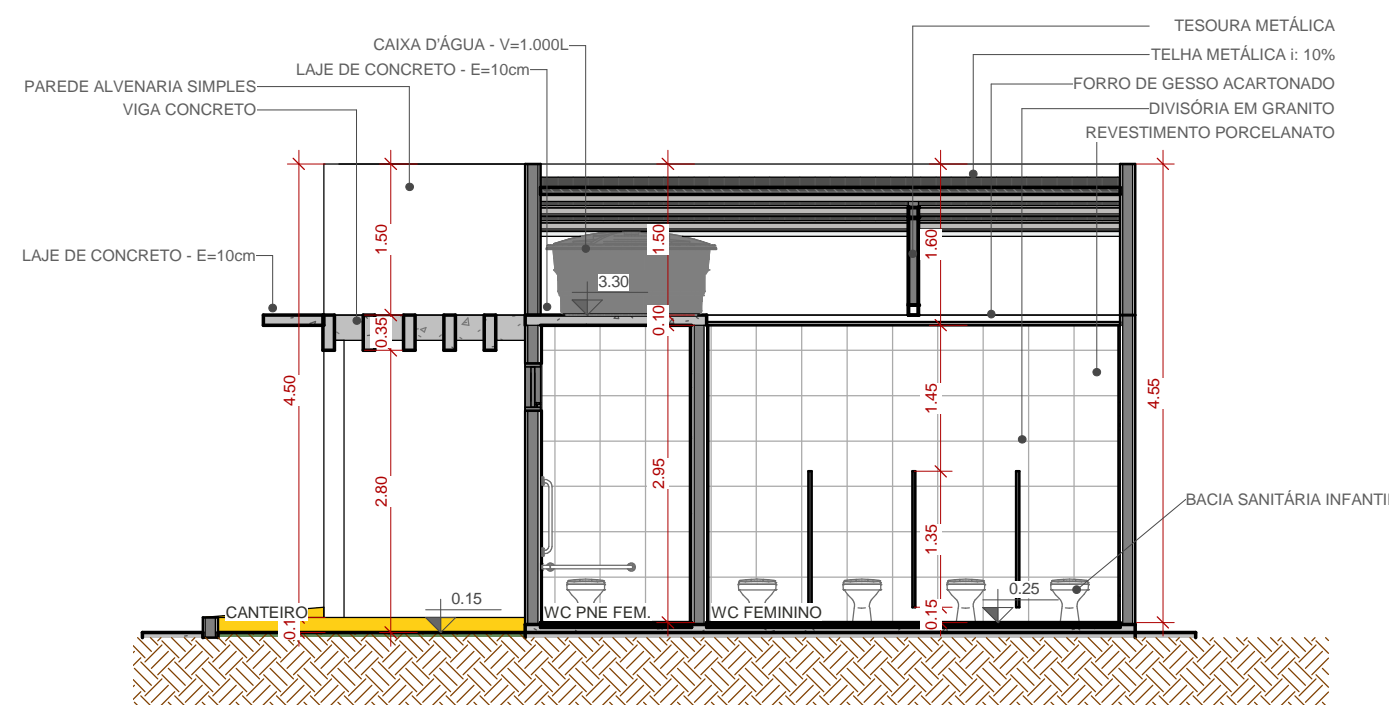 TESOURA METÁLICA
CAIXA D'ÁGUA - V=1.000L
TELHA METÁLICA i: 10%
LAJE DE CONCRETO - E=10cm
PAREDE ALVENARIA SIMPLES
FORRO DE GESSO ACARTONADO
VIGA CONCRETO
DIVISÓRIA EM GRANITO
REVESTIMENTO PORCELANATO
1.50
1.50
1.60
LAJE DE CONCRETO - E=10cm
3.30
0.10
0.35
4.50
1.45
4.55
2.80
2.95
BACIA SANITÁRIA INFANTI
1.35
0.15
0.25
CANTEIRO
WC PNE FEM.
WC FEMININO
0.15
0.15